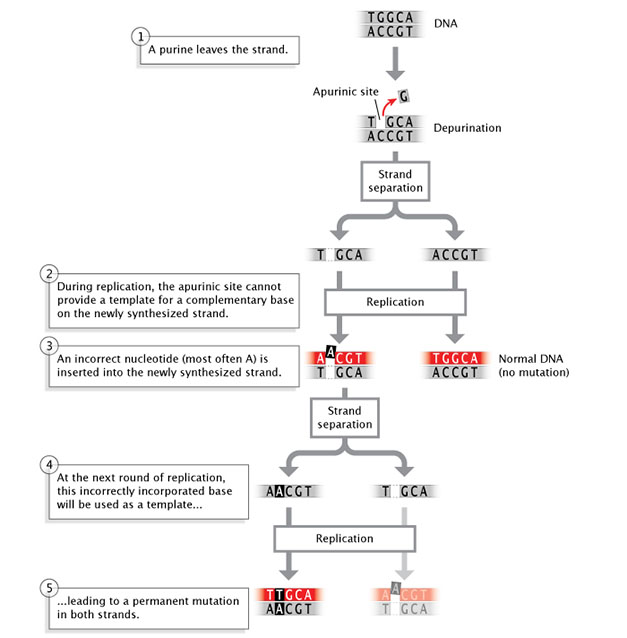 TGGCA
ACCGT
DNA
1
A purine leaves the strand.
Apurinic site
G
T GCA
ACCGT
Depurination
Strand
separation
T GCA
ACCGT
2
During replication, the apurinic site cannot
provide a template for a complementary base
on the newly synthesized strand.
Replication
3
An incorrect nucleotide (most often A) is
inserted into the newly synthesized strand.
AACGT
T GCA
TGGCA
ACCGT
Normal DNA
(no mutation)
Strand
separation
4
At the next round of replication,
this incorrectly incorporated base
will be used as a template...
AACGT
T GCA
Replication
5
...leading to a permanent mutation
in both strands.
TTGCA
AACGT
AACGT
T GCA